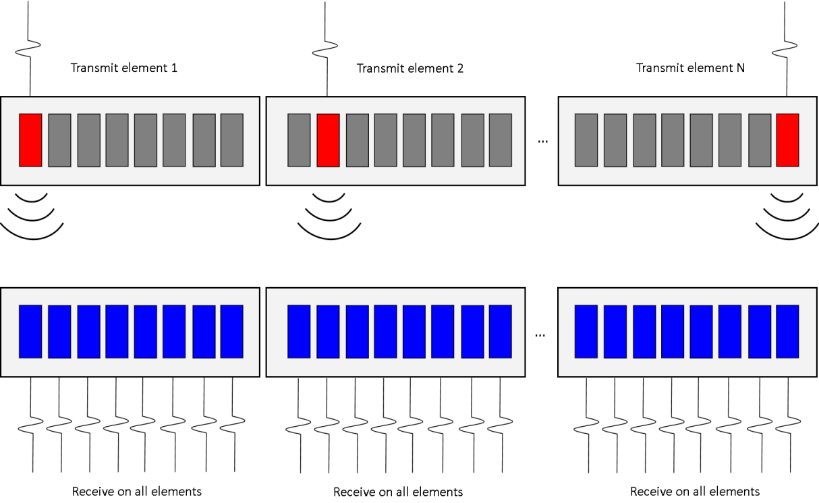 Transmit element 1
Transmit element 2
Transmit element N
...
...
Receive on all elements
Receive on all elements
Receive on all elements